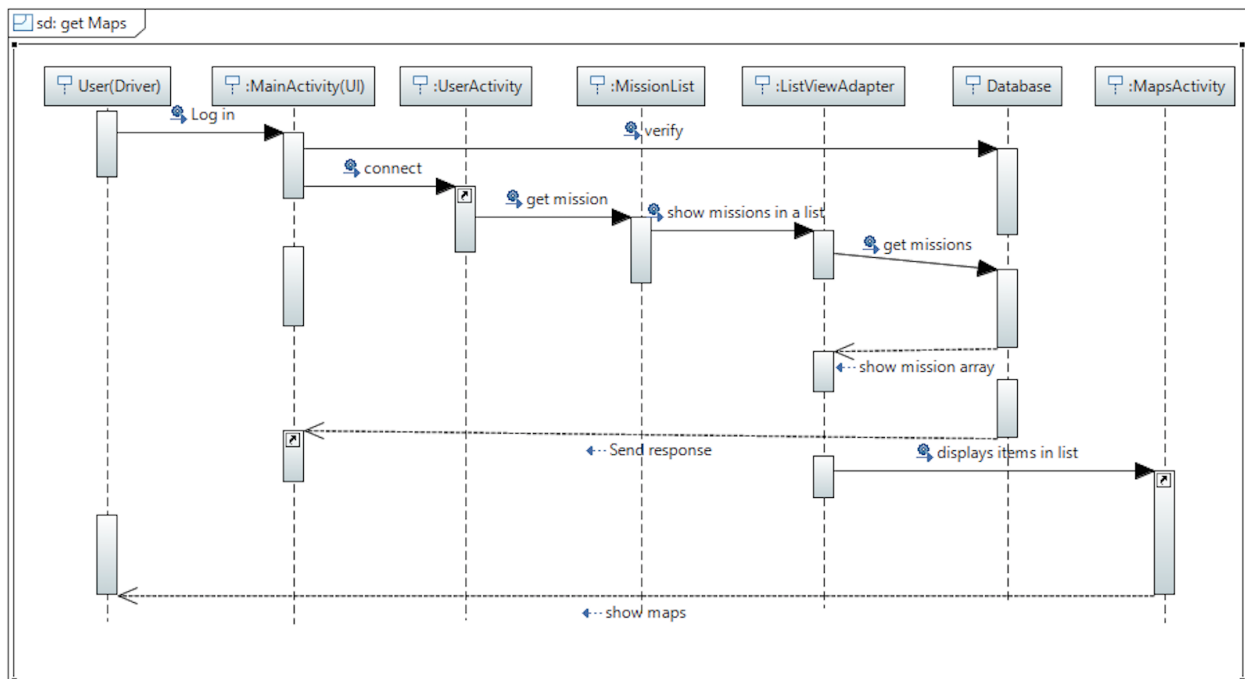 sd: get Maps
User(Driver)
:MainActivity(UI)
:UserActivity
:MissionList
:ListViewAdapter
Database
:MapsActivity
Log in
verify
connect
get mission
show missions in a list
get missions
show mission array
Send response
displays items in list
show maps